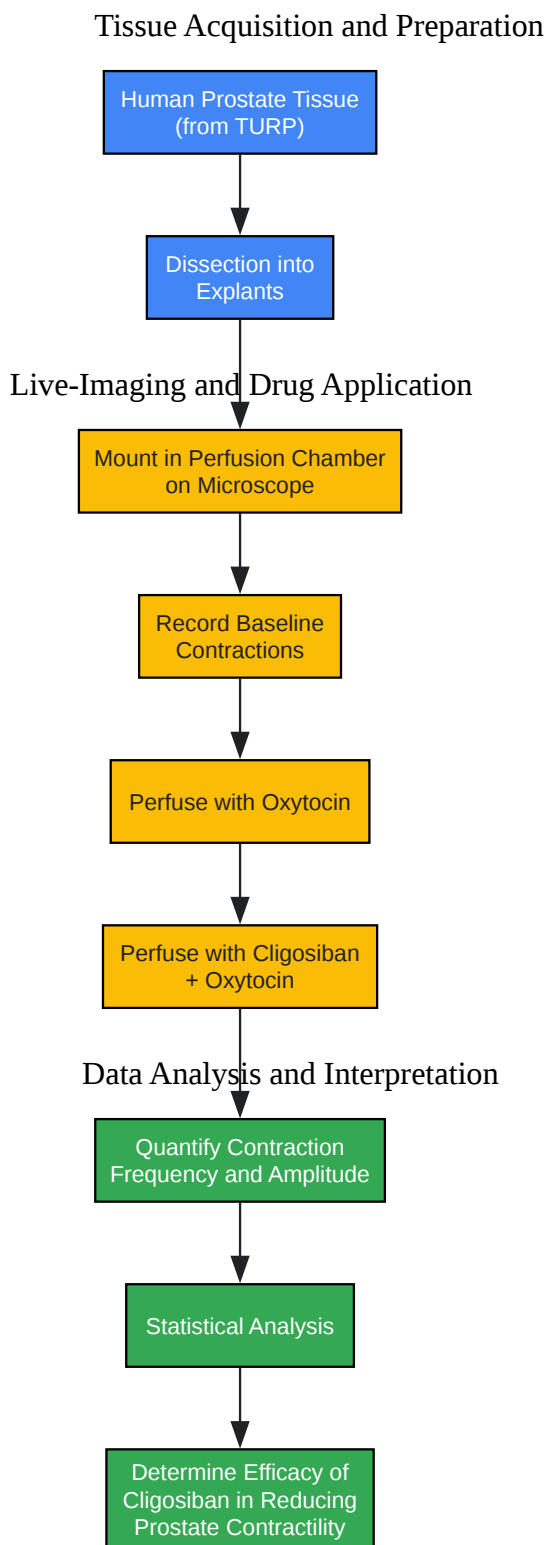 Tissue Acquisition and Preparation
Human Prostate Tissue
(from TURP)
Dissection into
Explants
Live-Imaging and Drug Application
Mount in Perfusion Chamber
on Microscope
Record Baseline
Contractions
Perfuse with Oxytocin
Perfuse with Cligosiban
+ Oxytocin
Data Analysis and Interpretation
Quantify Contraction
Frequency and Amplitude
Statistical Analysis
Determine Efficacy of
Cligosiban in Reducing
Prostate Contractility